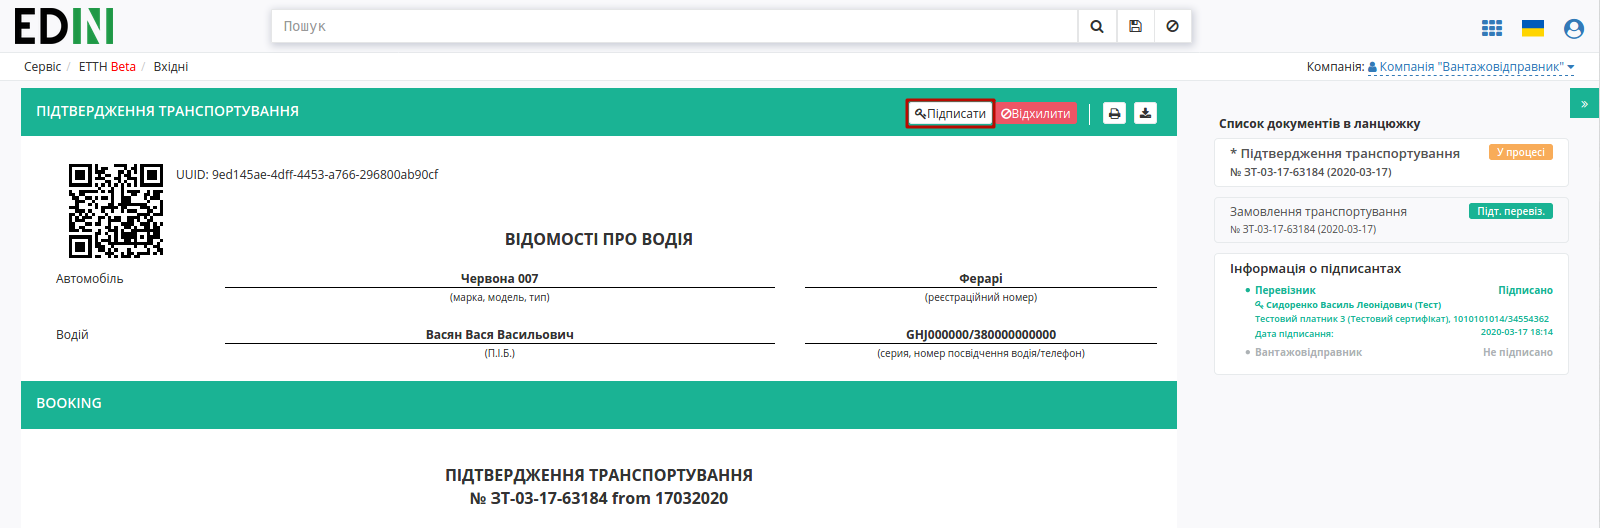 EDIN
Пошук
Сервіс / ЕТТН Beta / Вхідні
Компанія: Компанія "Вантажовідправник"
ПІДТВЕРДЖЕННЯ ТРАНСПОРТУВАННЯ
Підписати
Відхилити
»
UUID: 9ed145ae-4dff-4453-a766-296800ab90cf
ВІДОМОСТІ ПРО ВОДІЯ
Автомобіль
Червона 007
Ферарі
(марка, модель, тип)
(реєстраційний номер)
Водій
Васян Вася Васильович
GHJ000000/380000000000
(П.І.Б.)
(серия, номер посвідчення водія/телефон)
BOOKING
ПІДТВЕРДЖЕННЯ ТРАНСПОРТУВАННЯ
№ ЗТ-03-17-63184 from 17032020
Список документів в ланцюжку
* Підтвердження транспортування
У процесі
№ ЗТ-03-17-63184 (2020-03-17)
Замовлення транспортування
Підт. перевіз.
№ ЗТ-03-17-63184 (2020-03-17)
Інформація о підписантах
Перевізник Підписано
Сидоренко Василь Леонідович (Тест)
Тестовий платник 3 (Тестовий сертифікат), 1010101014/34554362
Дата підписання: 2020-03-17 18:14
Вантажовідправник Не підписано